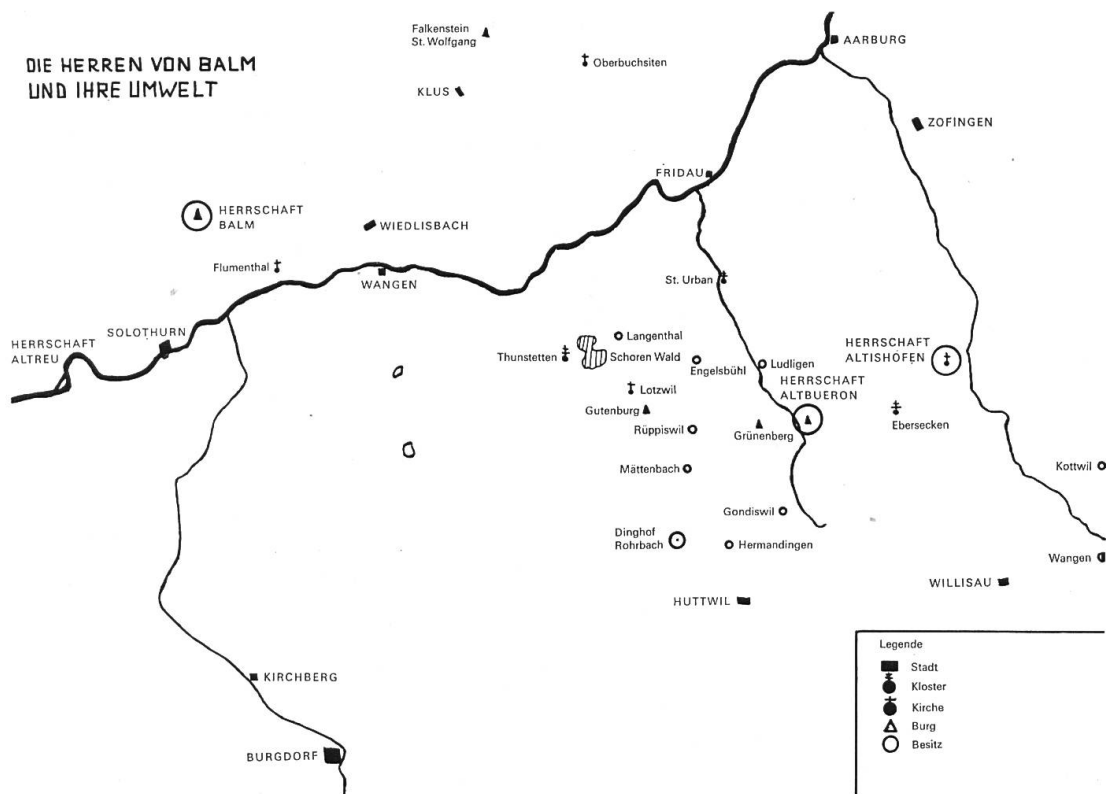 DIE HERREN VON BALM
UND IHRE UMWELT
Falkenstein
St. Wolfgang
KLUS
Oberbuchsiten
AARBURG
ZOFINGEN
FRIDAU
HERRSCHAFT
BALM
WIEDLISBACH
Flumenthal
WANGEN
St. Urban
HERRSCHAFT
ALTREU
SOLOTHURN
Thunstetten
Langenthal
Schoren Wald
Engelsbühl
Ludligen
HERRSCHAFT
ALTISHOFEN
HERRSCHAFT
ALTBUERON
Lotzwil
Gutenburg
Rüppiswil
Grünenberg
Ebersecken
Mättenbach
Kottwil
Gondiswil
Dinghof
Rohrbach
Hermandingen
Wangen
WILLISAU
HUTTWIL
KIRCHBERG
BURGDORF
Legende
Stadt
Kloster
Kirche
Burg
Besitz